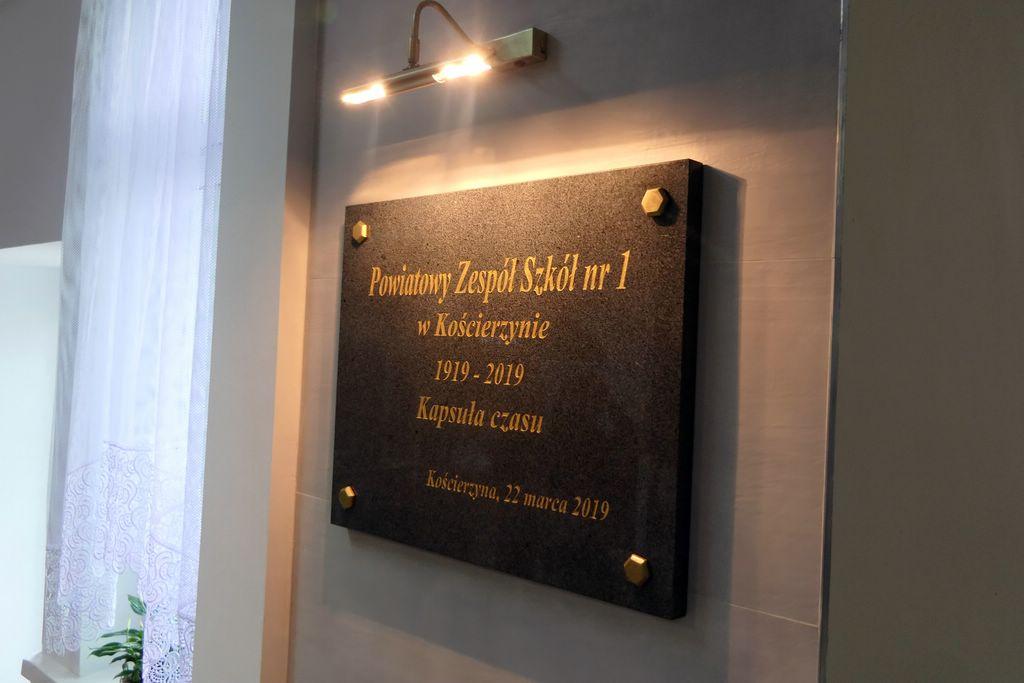 Powiatowy Zespół Szkół nr 1
w Kościerzynie
1919 - 2019
Kapsuła czasu
Kościerzyna, 22 marca 2019